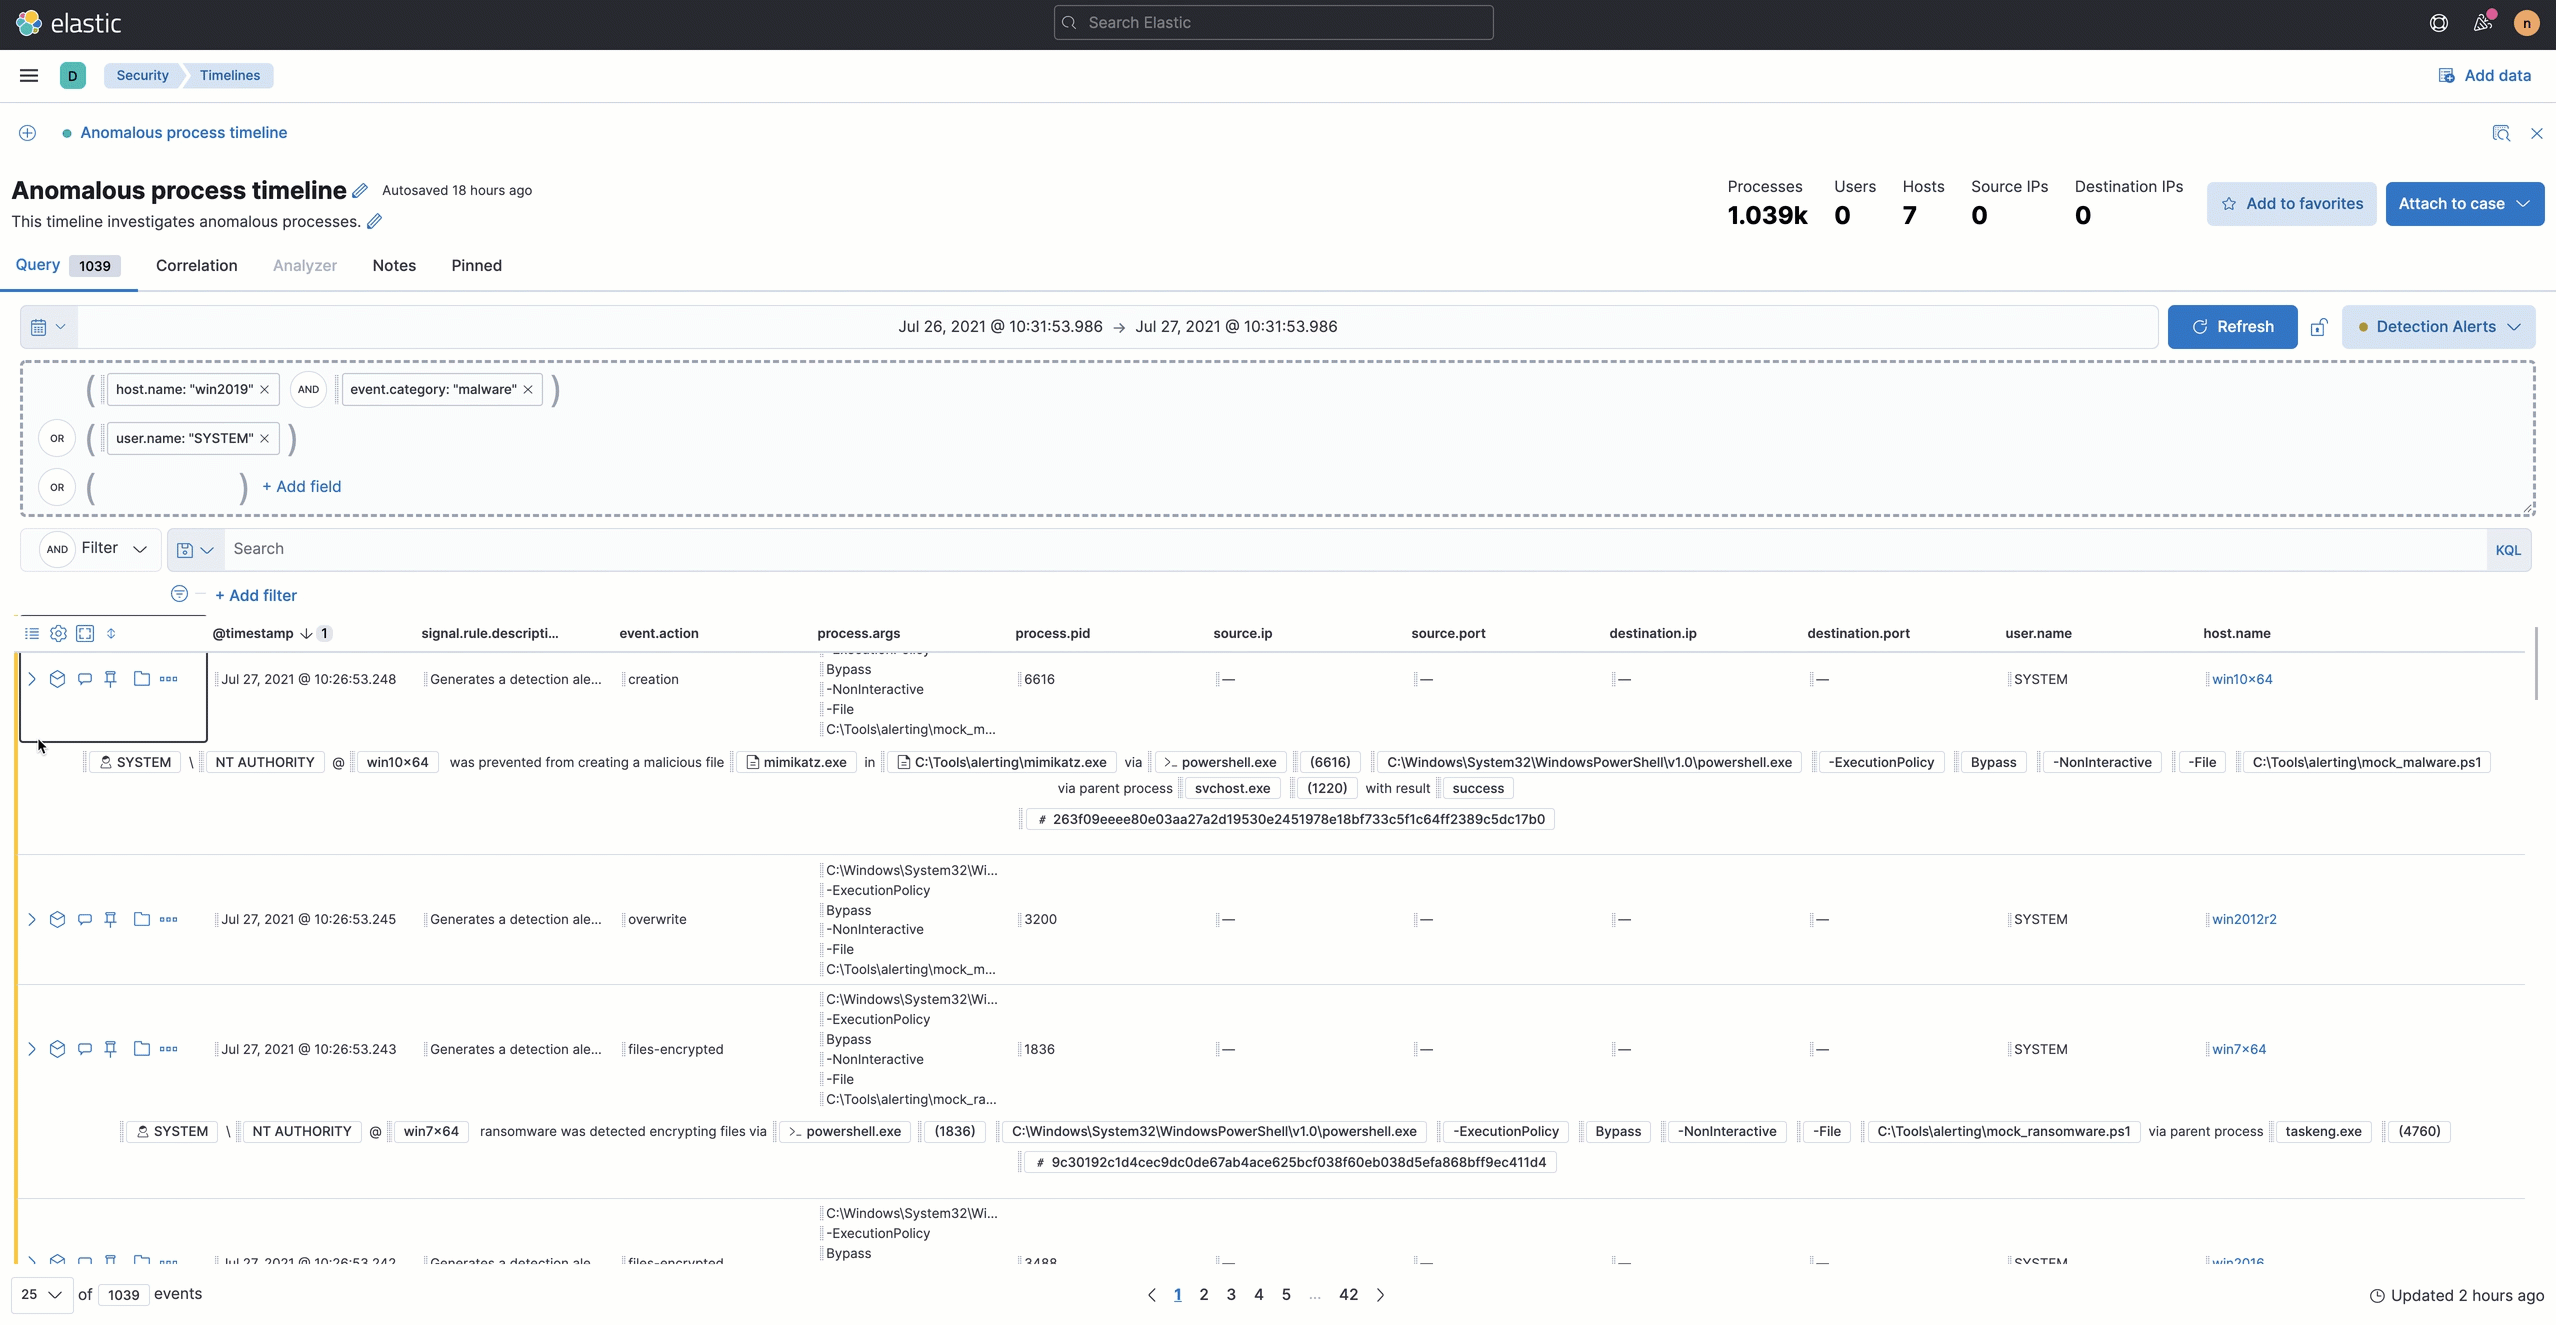 elastic
Search Elastic
n
D Security Timelines
Add data
Anomalous process timeline
Anomalous process timeline Autosaved 18 hours ago
This timeline investigates anomalous processes.
Processes Users Hosts Source IPs Destination IPs
1.039k 0 7 0 0
Add to favorites Attach to case
Query 1039 Correlation Analyzer Notes Pinned
Jul 26, 2021 @ 10:31:53.986 → Jul 27, 2021 @ 10:31:53.986 Refresh Detection Alerts
( host.name: "win2019" × AND event.category: "malware" × )
OR ( user.name: "SYSTEM" × )
OR ( ) + Add field
AND Filter Search KQL
+ Add filter
@timestamp ↓ 1 signal.rule.descripti... event.action process.args process.pid source.ip source.port destination.ip destination.port user.name host.name
-ExecutionPolicy
Bypass
Jul 27, 2021 @ 10:26:53.248 Generates a detection ale... creation -NonInteractive 6616 — — — — SYSTEM win10x64
-File
C:\Tools\alerting\mock_m...
SYSTEM \ NT AUTHORITY @ win10x64 was prevented from creating a malicious file mimikatz.exe in C:\Tools\alerting\mimikatz.exe via >_ powershell.exe (6616) C:\Windows\System32\WindowsPowerShell\v1.0\powershell.exe -ExecutionPolicy Bypass -NonInteractive -File C:\Tools\alerting\mock_malware.ps1
via parent process svchost.exe (1220) with result success
# 263f09eeee80e03aa27a2d19530e2451978e18bf733c5f1c64ff2389c5dc17b0
C:\Windows\System32\Wi...
-ExecutionPolicy
Bypass
Jul 27, 2021 @ 10:26:53.245 Generates a detection ale... overwrite -NonInteractive 3200 — — — — SYSTEM win2012r2
-File
C:\Tools\alerting\mock_m...
C:\Windows\System32\Wi...
-ExecutionPolicy
Bypass
Jul 27, 2021 @ 10:26:53.243 Generates a detection ale... files-encrypted -NonInteractive 1836 — — — — SYSTEM win7x64
-File
C:\Tools\alerting\mock_ra...
SYSTEM \ NT AUTHORITY @ win7x64 ransomware was detected encrypting files via >_ powershell.exe (1836) C:\Windows\System32\WindowsPowerShell\v1.0\powershell.exe -ExecutionPolicy Bypass -NonInteractive -File C:\Tools\alerting\mock_ransomware.ps1 via parent process taskeng.exe (4760)
# 9c30192c1d4cec9dc0de67ab4ace625bcf038f60eb038d5efa868bff9ec411d4
C:\Windows\System32\Wi...
-ExecutionPolicy
Bypass
Jul 27, 2021 @ 10:26:53.242 Generates a detection ale files-encrypted 3488 — — — — SYSTEM win2016
25 of 1039 events 1 2 3 4 5 ... 42 Updated 2 hours ago